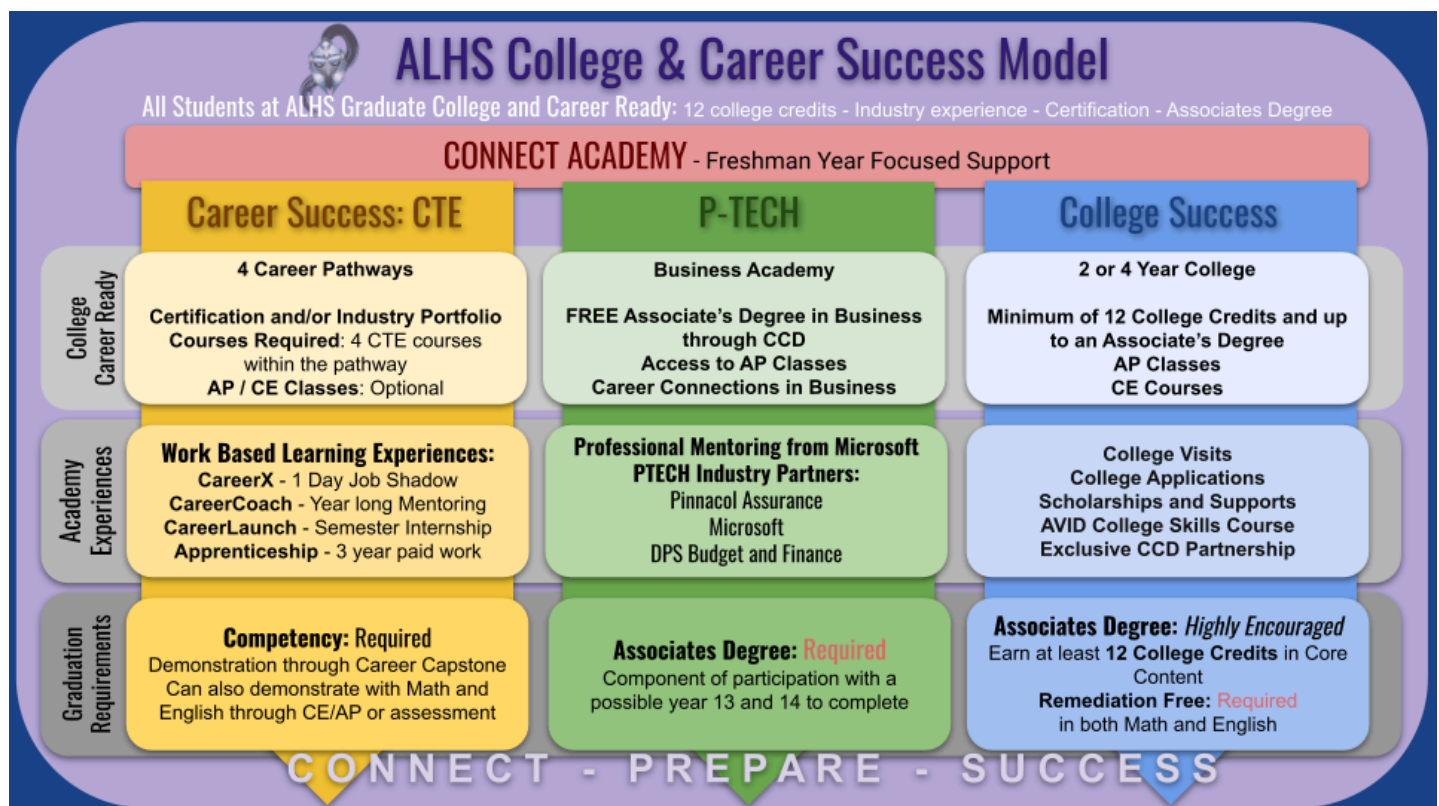 ALHS College & Career Success Model
All Students at ALHS Graduate College and Career Ready: 12 college credits - Industry experience - Certification - Associates Degree
CONNECT ACADEMY - Freshman Year Focused Support
Career Success: CTE
P-TECH
College Success
College
Career Ready
4 Career Pathways
Certification and/or Industry Portfolio
Courses Required: 4 CTE courses
within the pathway
AP / CE Classes: Optional
Business Academy
FREE Associate's Degree in Business
through CCD
Access to AP Classes
Career Connections in Business
2 or 4 Year College
Minimum of 12 College Credits and up
to an Associate's Degree
AP Classes
CE Courses
Academy
Experiences
Work Based Learning Experiences:
CareerX - 1 Day Job Shadow
CareerCoach - Year long Mentoring
CareerLaunch - Semester Internship
Apprenticeship - 3 year paid work
Professional Mentoring from Microsoft
PTECH Industry Partners:
Pinnacol Assurance
Microsoft
DPS Budget and Finance
College Visits
College Applications
Scholarships and Supports
AVID College Skills Course
Exclusive CCD Partnership
Graduation
Requirements
Competency: Required
Demonstration through Career Capstone
Can also demonstrate with Math and
English through CE/AP or assessment
Associates Degree: Required
Component of participation with a
possible year 13 and 14 to complete
Associates Degree: Highly Encouraged
Earn at least 12 College Credits in Core
Content
Remediation Free: Required
in both Math and English
CONNECT - PREPARE - SUCCESS